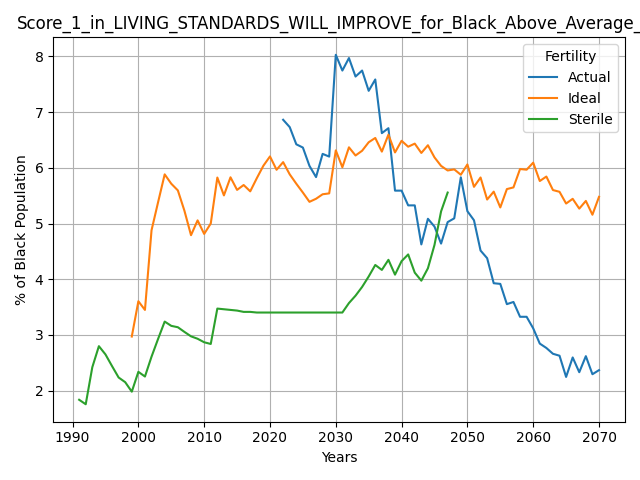 Score_1_in_LIVING_STANDARDS_WILL_IMPROVE_for_Black_Above_Average_
Fertility
Actual
Ideal
Sterile
% of Black Population
8
7
6
5
4
3
2
1990 2000 2010 2020 2030 2040 2050 2060 2070
Years